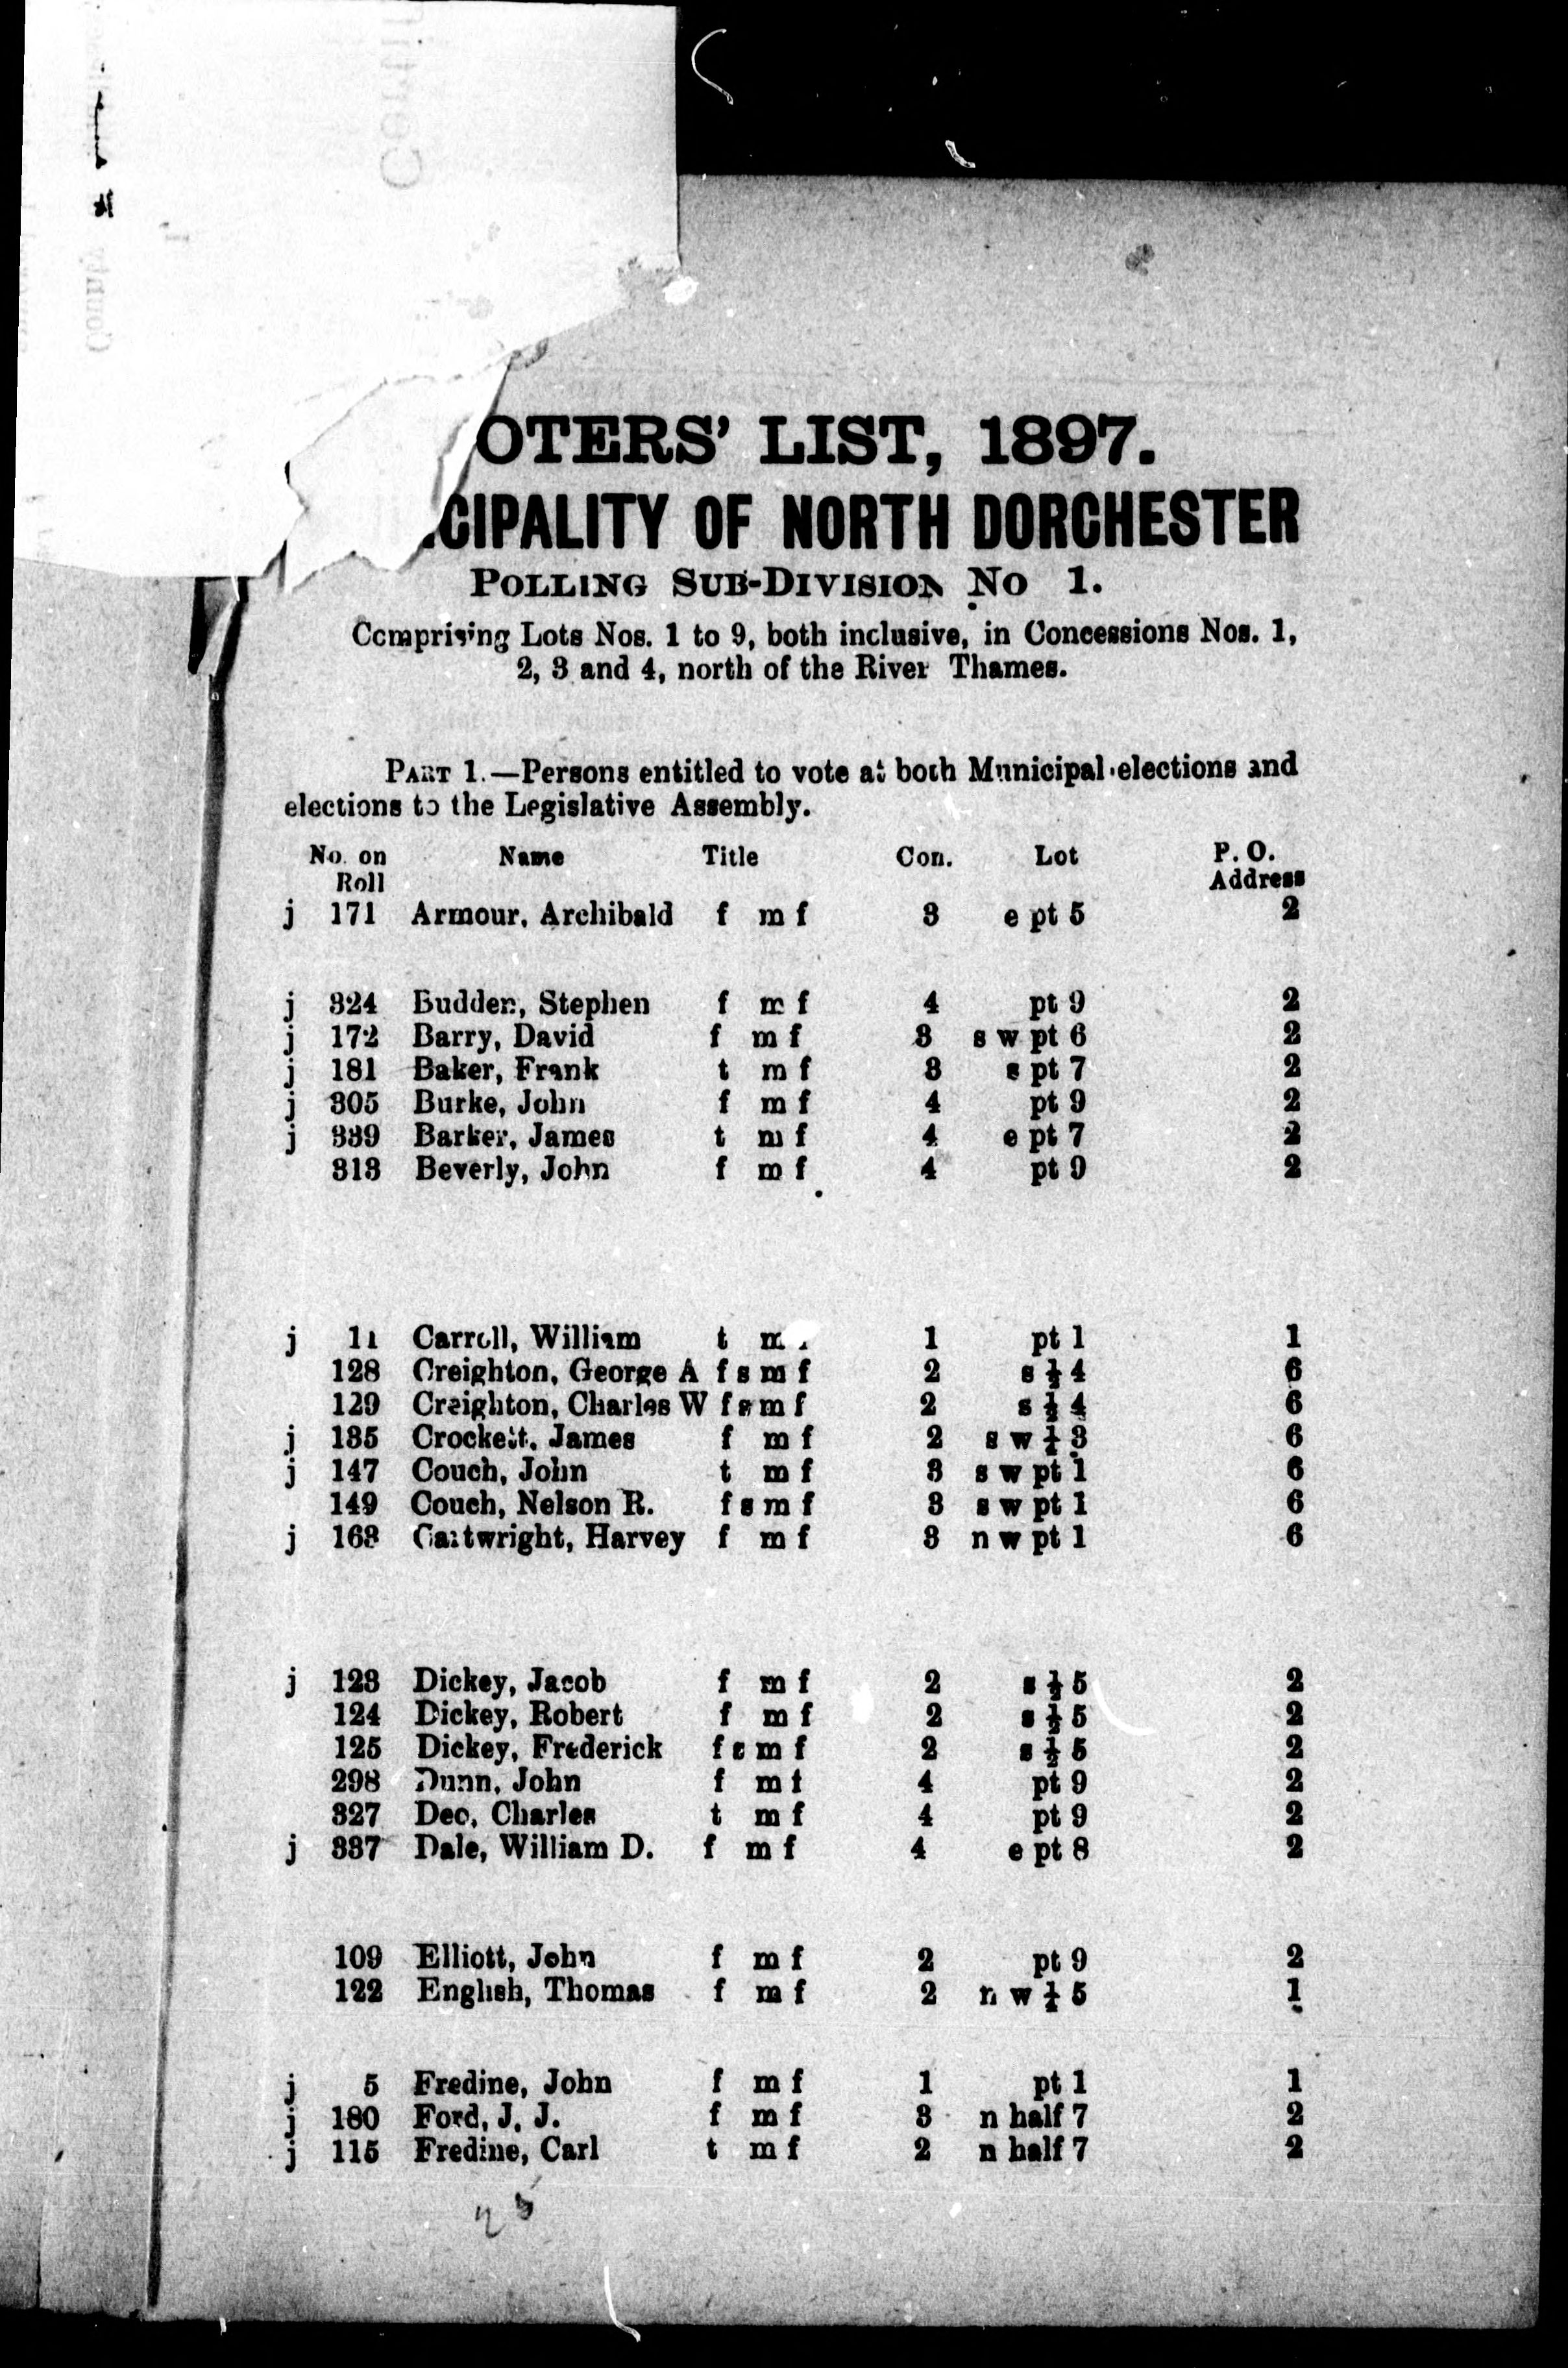 OTERS' LIST, 1897.
CIPALITY OF NORTH DORCHESTER
POLLING SUB-DIVISION No 1.
Comprising Lots Nos. 1 to 9, both inclusive, in Concessions Nos. 1,
2, 3 and 4, north of the River Thames.
PART 1.—Persons entitled to vote at both Municipal elections and
elections to the Legislative Assembly.
No. on Roll Name Title Con. Lot P. O. Address
j 171 Armour, Archibald f m f 3 e pt 5 2
j 324 Budden, Stephen f m f 4 pt 9 2
j 172 Barry, David f m f 3 s w pt 6 2
j 181 Baker, Frank t m f 3 s pt 7 2
j 305 Burke, John f m f 4 pt 9 2
j 339 Barker, James t m f 4 e pt 7 2
313 Beverly, John f m f 4 pt 9 2
j 11 Carroll, William t m 1 pt 1 1
128 Creighton, George A f s m f 2 s ½ 4 6
129 Creighton, Charles W f s m f 2 s ½ 4 6
j 135 Crockett, James f m f 2 s w ¼ 3 6
j 147 Couch, John t m f 3 s w pt 1 6
149 Couch, Nelson R. f s m f 3 s w pt 1 6
j 163 Cartwright, Harvey f m f 3 n w pt 1 6
j 123 Dickey, Jacob f m f 2 s ½ 5 2
124 Dickey, Robert f m f 2 s ½ 5 2
125 Dickey, Frederick f s m f 2 s ½ 5 2
298 Dunn, John f m f 4 pt 9 2
327 Deo, Charles t m f 4 pt 9 2
j 337 Dale, William D. f m f 4 e pt 8 2
109 Elliott, John f m f 2 pt 9 2
122 English, Thomas f m f 2 n w ¼ 5 1
j 5 Fredine, John f m f 1 pt 1 1
j 180 Ford, J. J. f m f 3 n half 7 2
j 115 Fredine, Carl t m f 2 n half 7 2